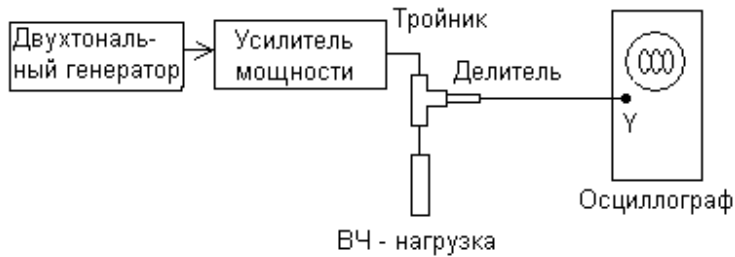 Тройник
Двухтональ-
ный генератор
Усилитель
мощности
Делитель
Y
Осциллограф
ВЧ - нагрузка